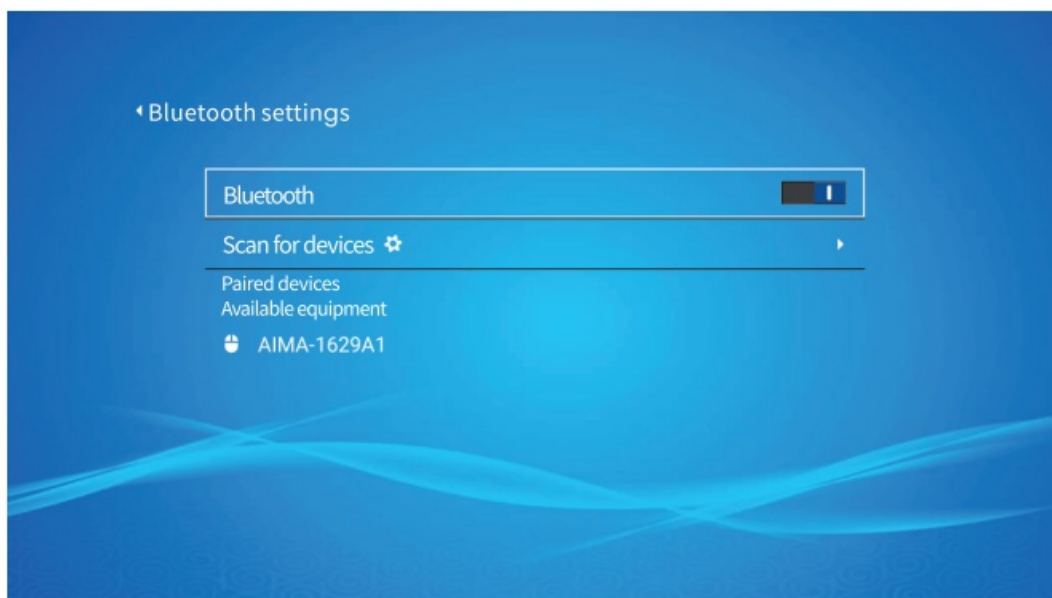 Bluetooth settings
Bluetooth
Scan for devices
Paired devices
Available equipment
AIMA-1629A1